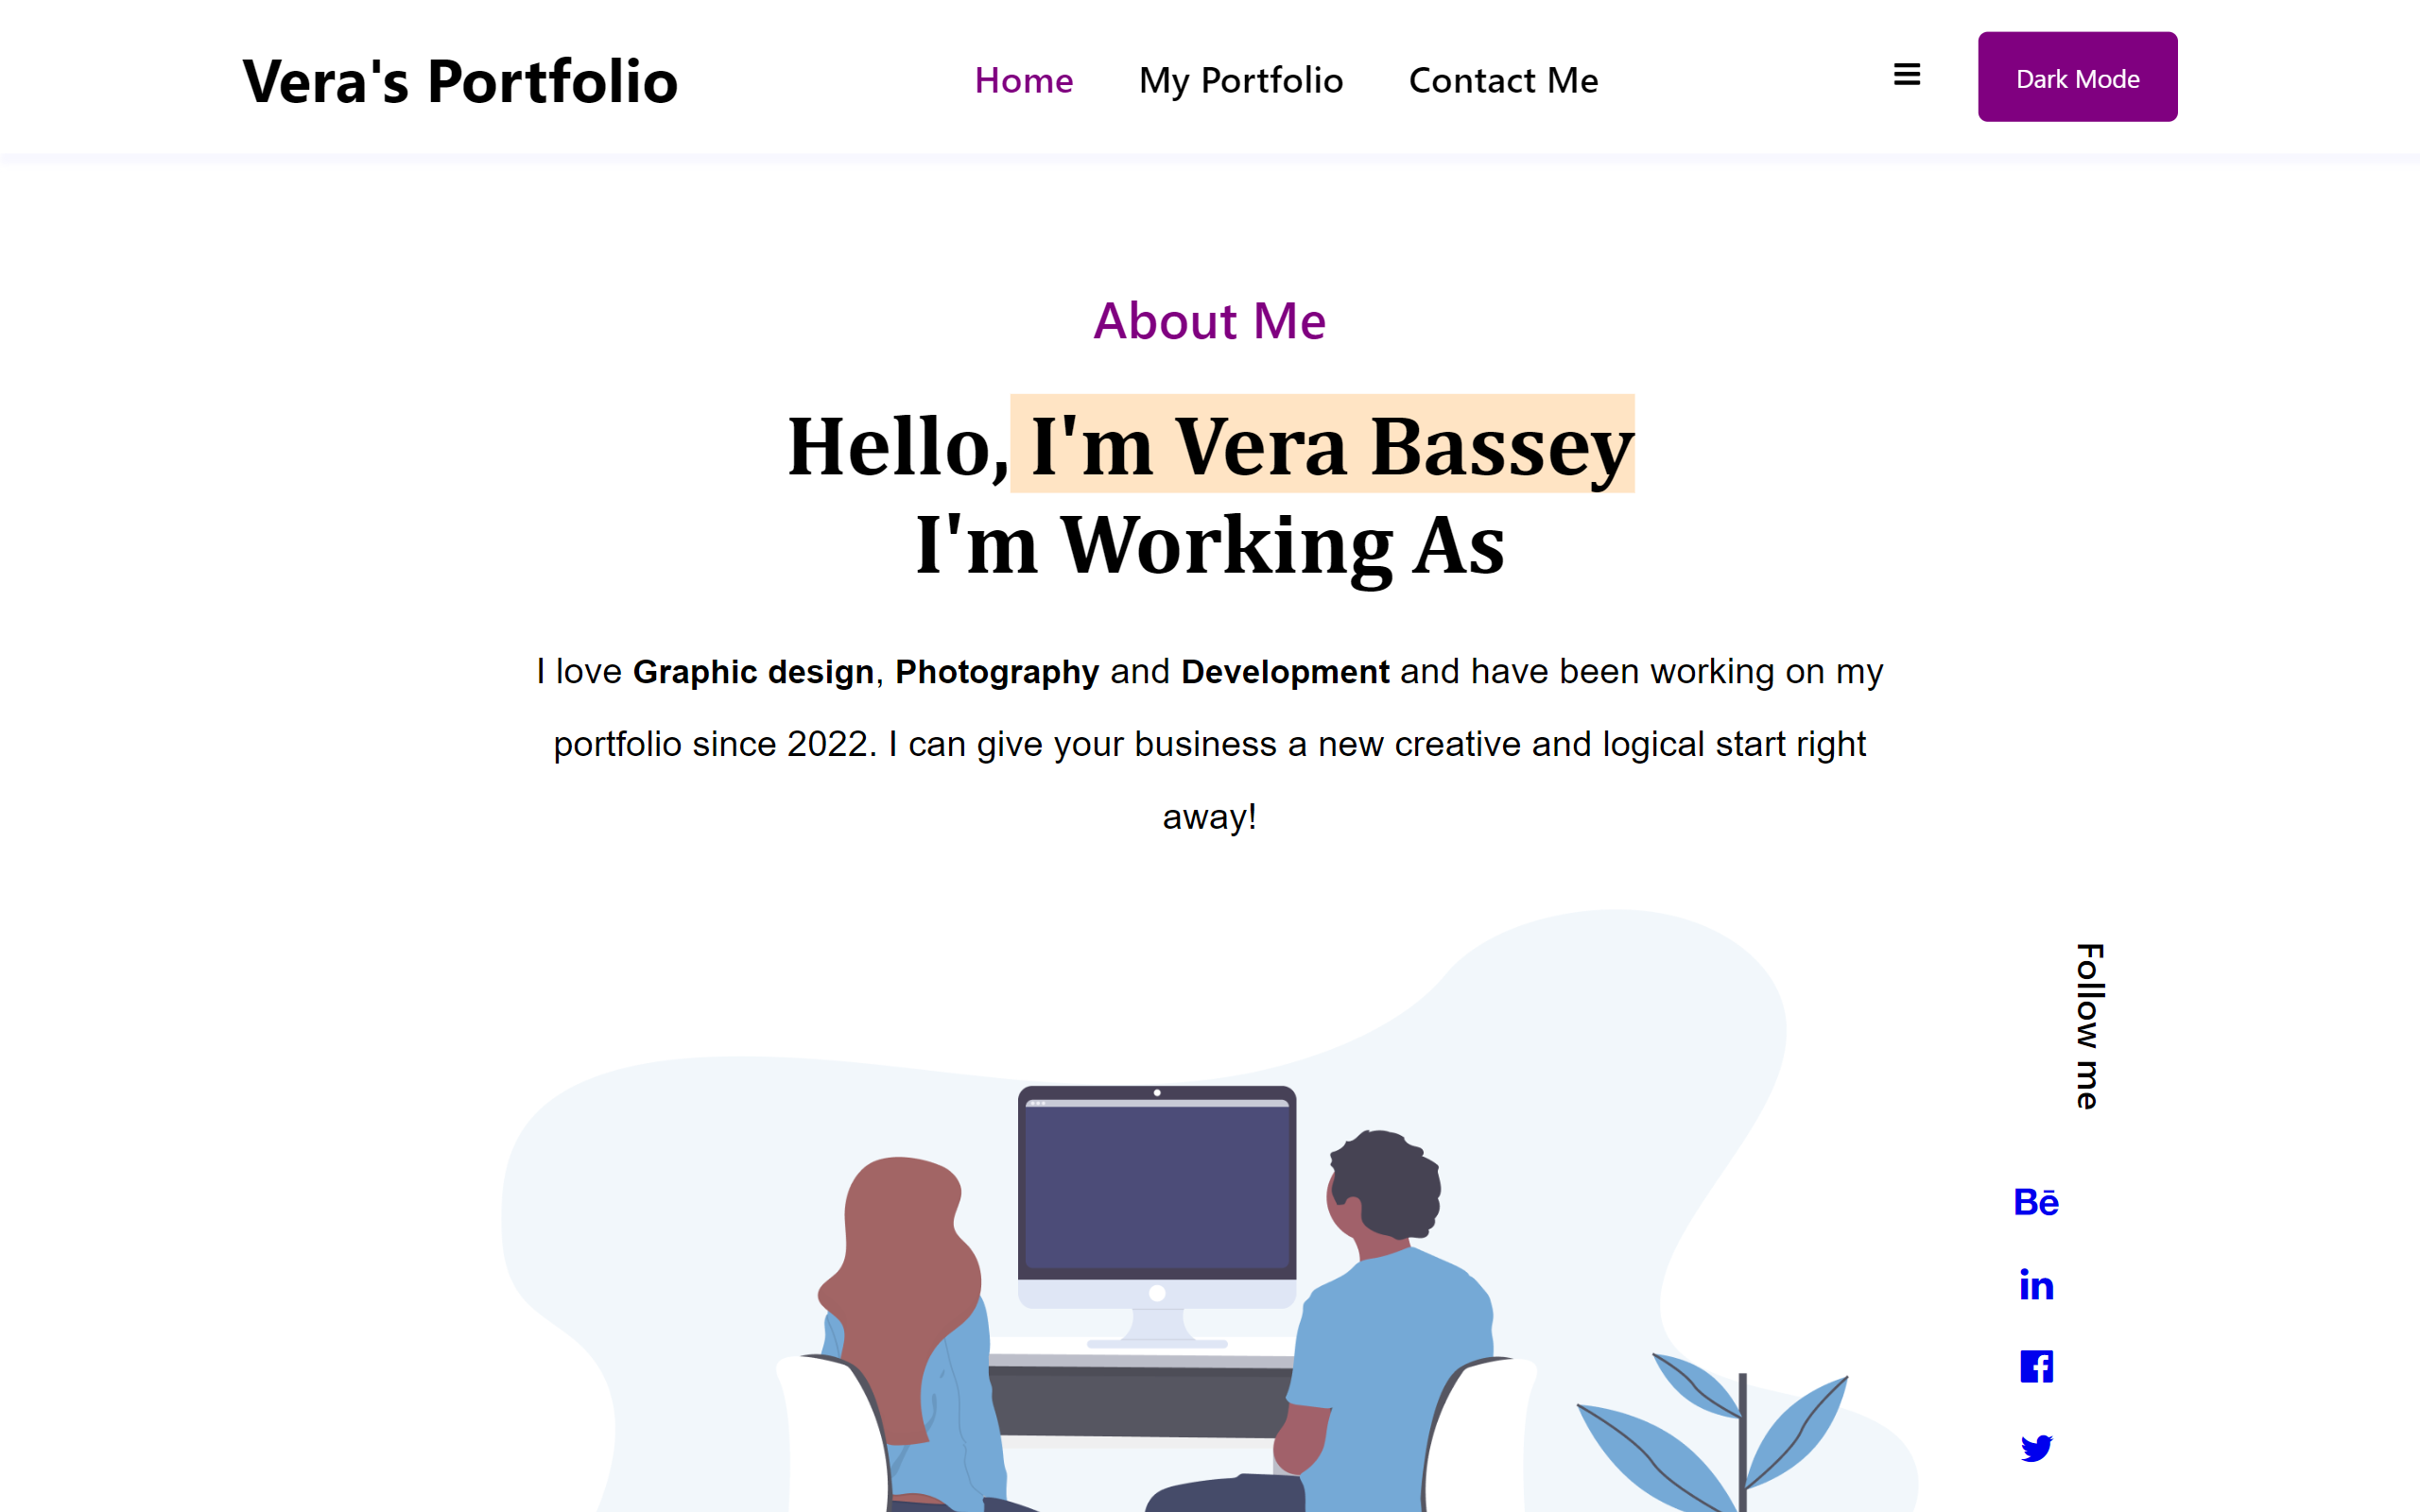 Vera's Portfolio
Home
My Portfolio
Contact Me
Dark Mode
About Me
Hello, I'm Vera Bassey
I'm Working As
I love Graphic design, Photography and Development and have been working on my
portfolio since 2022. I can give your business a new creative and logical start right
away!
Follow me
Bē
in